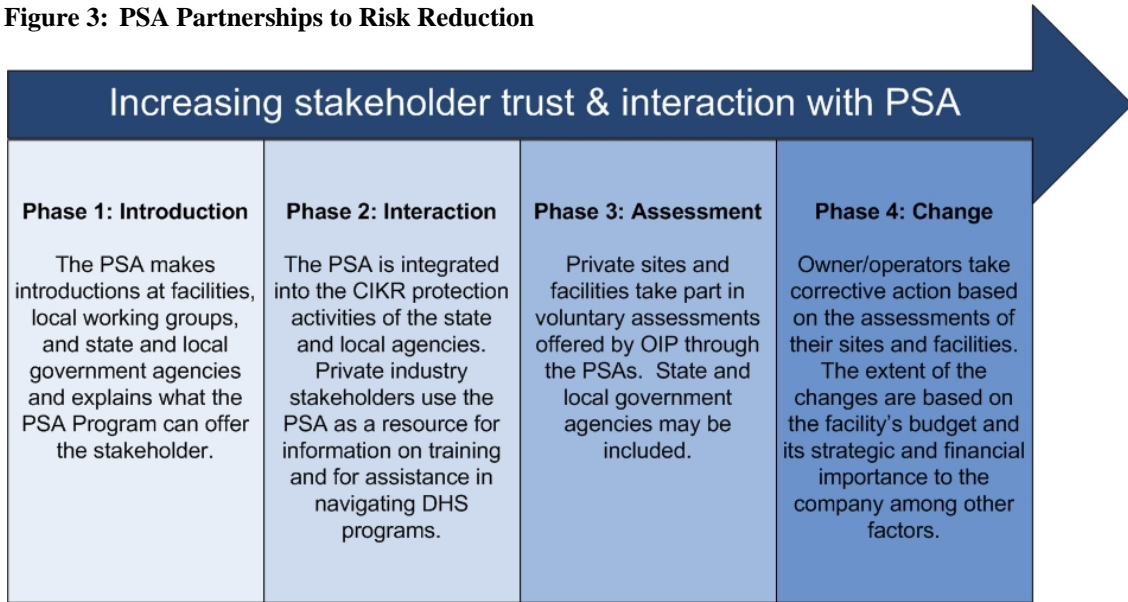 Figure 3: PSA Partnerships to Risk Reduction
Increasing stakeholder trust & interaction with PSA
Phase 1: Introduction
The PSA makes
introductions at facilities,
local working groups,
and state and local
government agencies
and explains what the
PSA Program can offer
the stakeholder.
Phase 2: Interaction
The PSA is integrated
into the CIKR protection
activities of the state
and local agencies.
Private industry
stakeholders use the
PSA as a resource for
information on training
and for assistance in
navigating DHS
programs.
Phase 3: Assessment
Private sites and
facilities take part in
voluntary assessments
offered by OIP through
the PSAs. State and
local government
agencies may be
included.
Phase 4: Change
Owner/operators take
corrective action based
on the assessments of
their sites and facilities.
The extent of the
changes are based on
the facility's budget and
its strategic and financial
importance to the
company among other
factors.